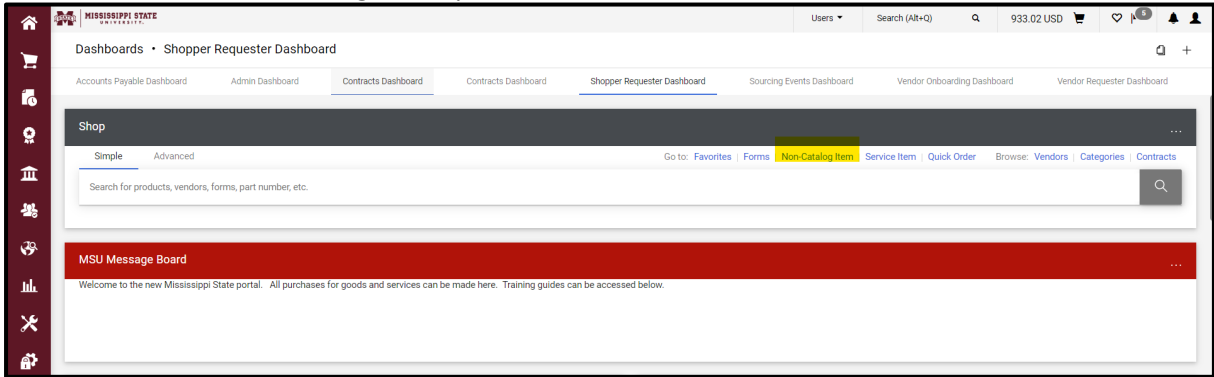 MISSISSIPPI STATE
UNIVERSITY
Users
Search (Alt+Q)
933.02 USD
5
Dashboards • Shopper Requester Dashboard
Accounts Payable Dashboard
Admin Dashboard
Contracts Dashboard
Contracts Dashboard
Shopper Requester Dashboard
Sourcing Events Dashboard
Vendor Onboarding Dashboard
Vendor Requester Dashboard
Shop
...
Simple
Advanced
Go to: Favorites | Forms | Non-Catalog Item | Service Item | Quick Order
Browse: Vendors | Categories | Contracts
Search for products, vendors, forms, part number, etc.
MSU Message Board
...
Welcome to the new Mississippi State portal. All purchases for goods and services can be made here. Training guides can be accessed below.